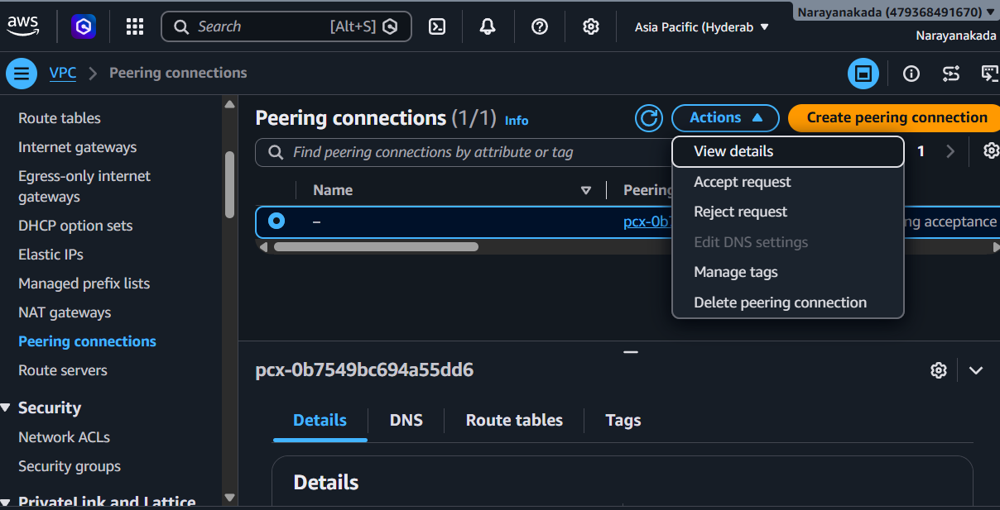 aws
Search [Alt+S]
Asia Pacific (Hyderab
Narayanakada (479368491670)
Narayanakada
VPC
Peering connections
Route tables
Internet gateways
Egress-only internet
gateways
DHCP option sets
Elastic IPs
Managed prefix lists
NAT gateways
Peering connections
Route servers
Security
Network ACLs
Security groups
PrivateLink and Lattice
Peering connections (1/1) Info
Actions
Create peering connection
Find peering connections by attribute or tag
1
Name
Peering
–
pcx-0b7
ng acceptance
View details
Accept request
Reject request
Edit DNS settings
Manage tags
Delete peering connection
pcx-0b7549bc694a55dd6
Details
DNS
Route tables
Tags
Details